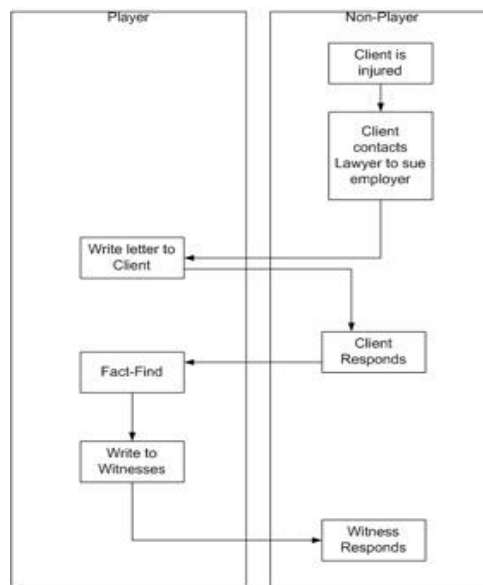 Player
Non-Player
Client is
injured
Client
contacts
Lawyer to sue
employer
Write letter to
Client
Client
Responds
Fact-Find
Write to
Witnesses
Witness
Responds